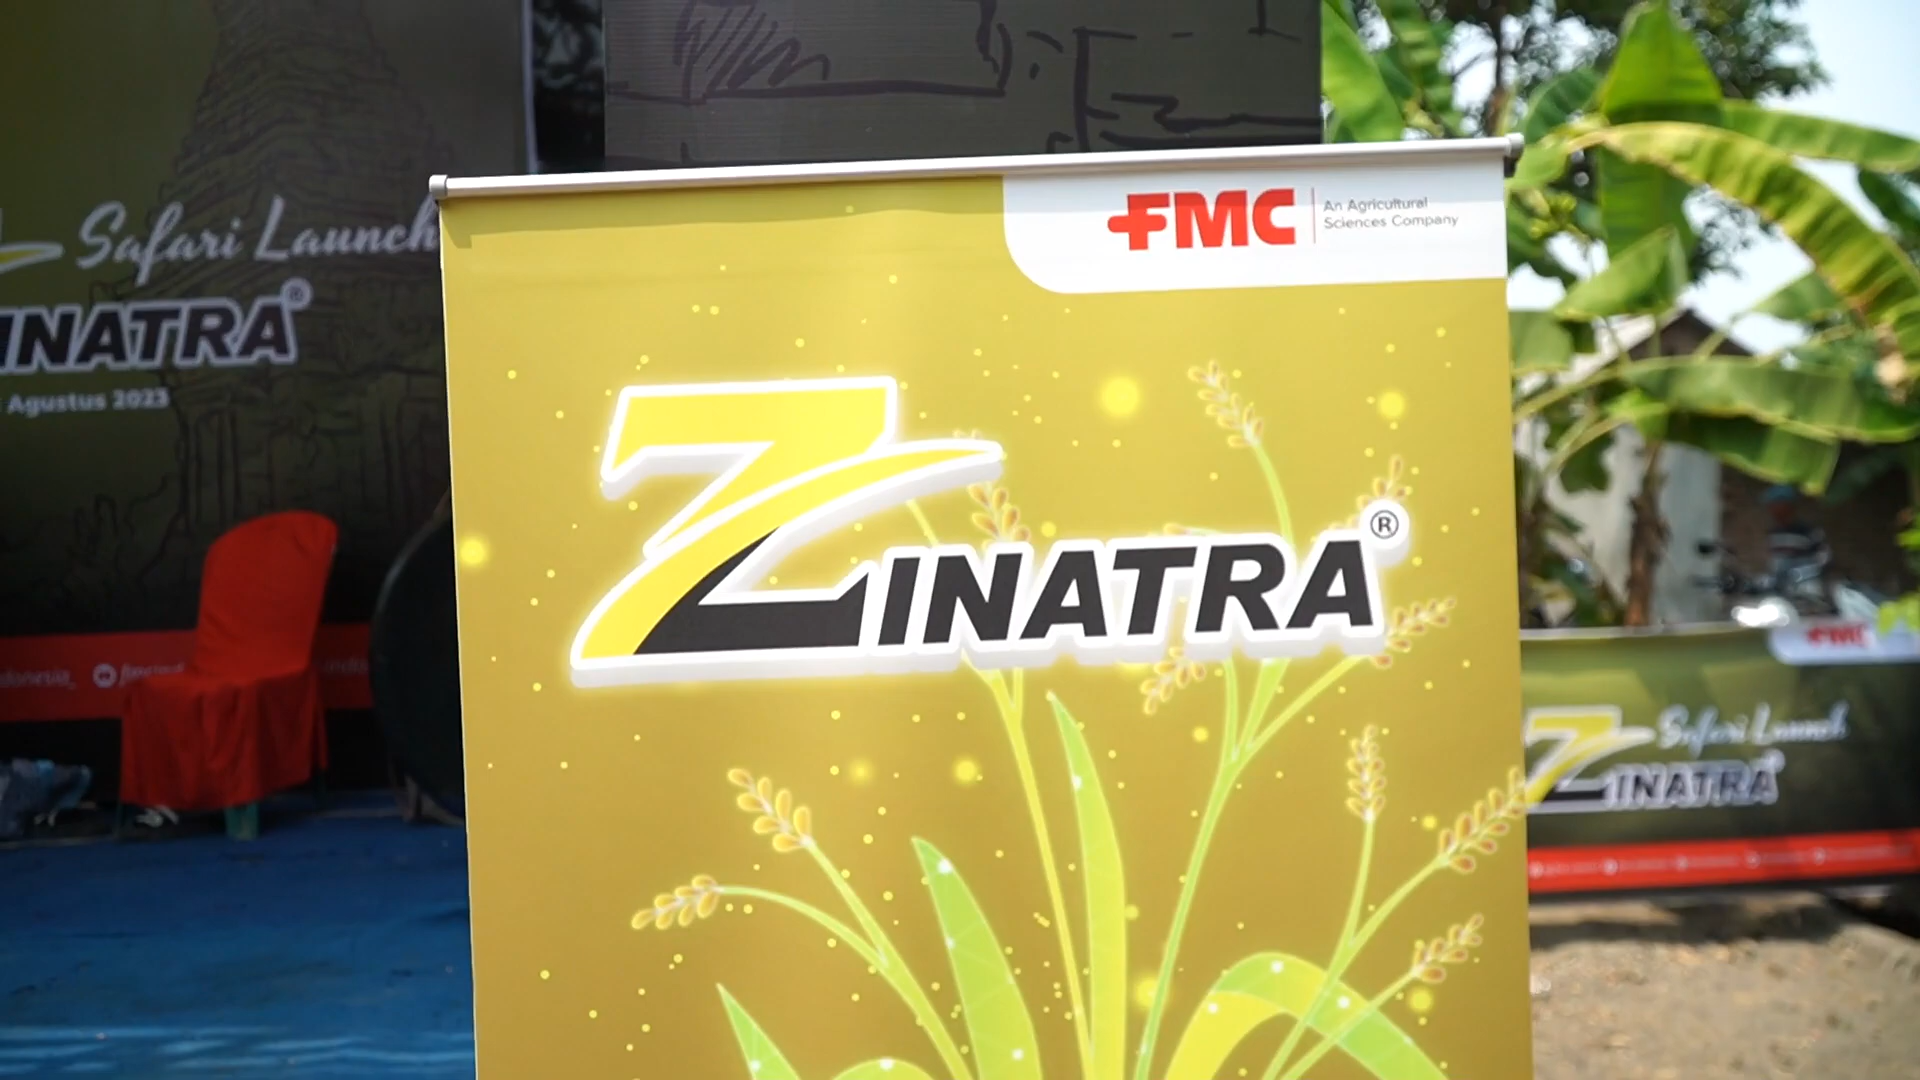 Safari Launch
INATRA®
Agustus 2023
FMC
An Agricultural
Sciences Company
ZINATRA®
FMC
Safari Launch
ZINATRA